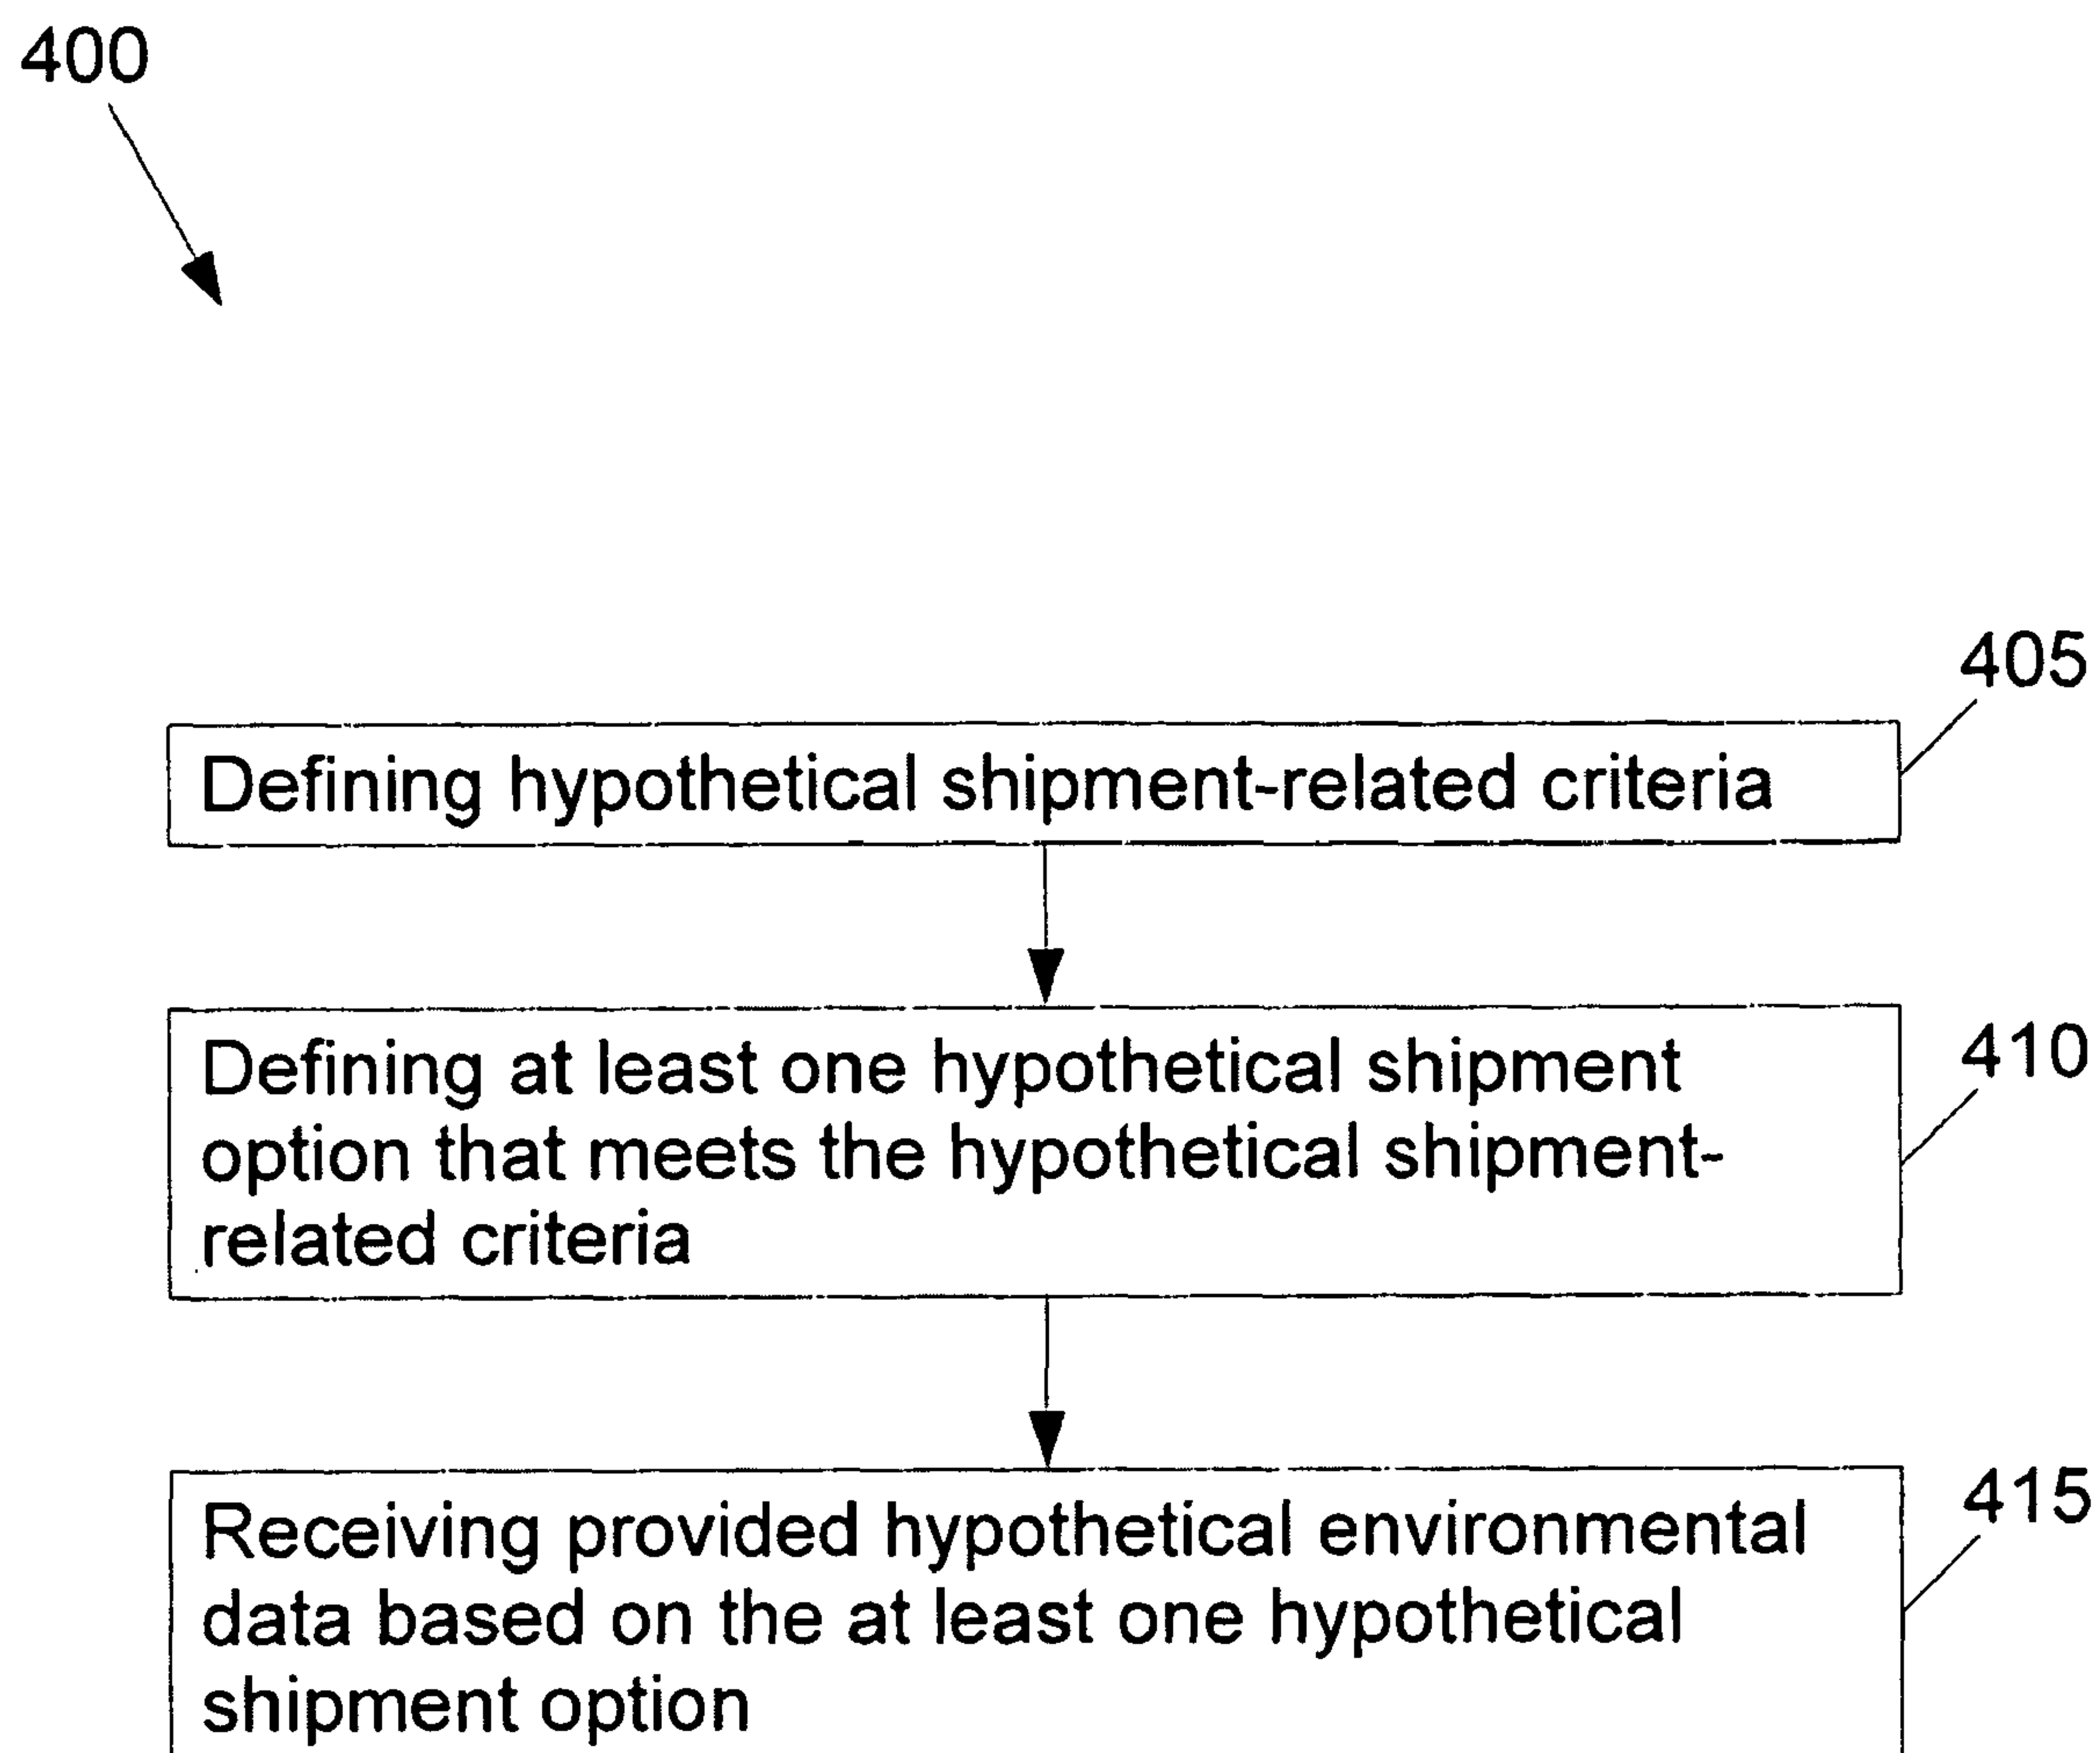 400
405
Defining hypothetical shipment-related criteria
410
Defining at least one hypothetical shipment
option that meets the hypothetical shipment-
related criteria
415
Receiving provided hypothetical environmental
data based on the at least one hypothetical
shipment option